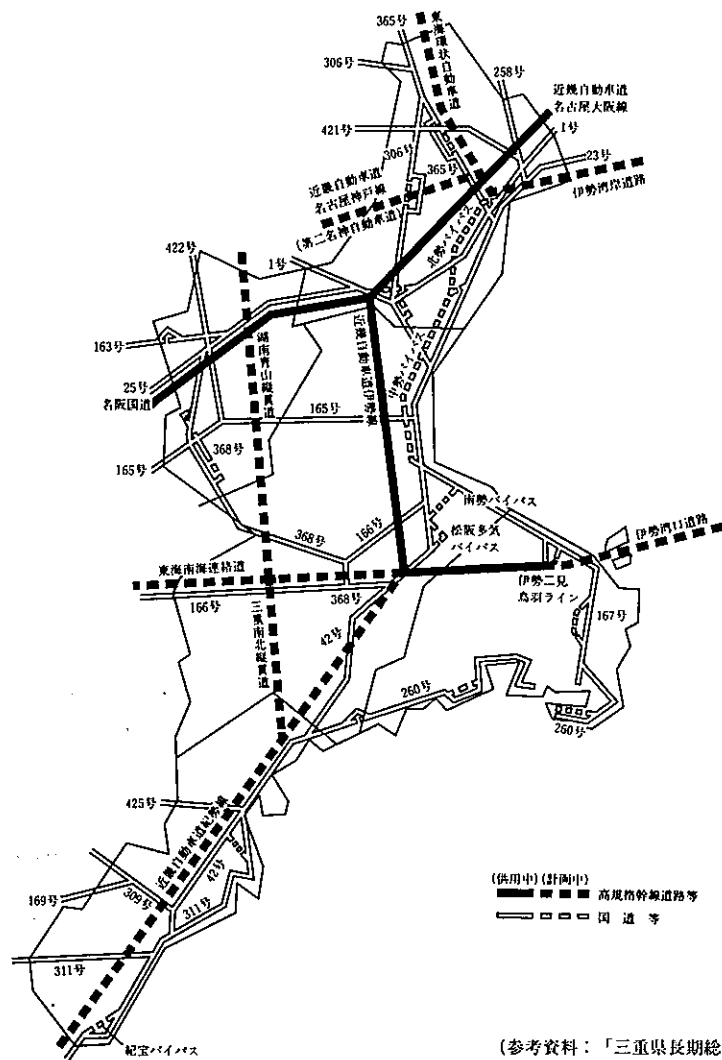 365号
東海環状自動車道
306号
258号
近畿自動車道
名古屋大阪線
421号
1号
306号
23号
365号
近畿自動車道
名古屋神戸線
(第二名神自動車道)
伊勢湾岸道路
北勢バイパス
422号
1号
163号
近畿自動車道伊勢線
湖南青山縦貫道
中勢バイパス
25号
名阪国道
165号
368号
165号
南勢バイパス
368号
166号
松阪多気
バイパス
伊勢湾口道路
東海南海連絡道
伊勢二見
鳥羽ライン
166号
368号
三重南北縦貫道
42号
167号
260号
260号
425号
近畿自動車道紀勢線
42号
169号
309号
311号
311号
紀宝バイパス
(供用中)(計画中)
高規格幹線道路等
国道等
(参考資料：「三重県長期総